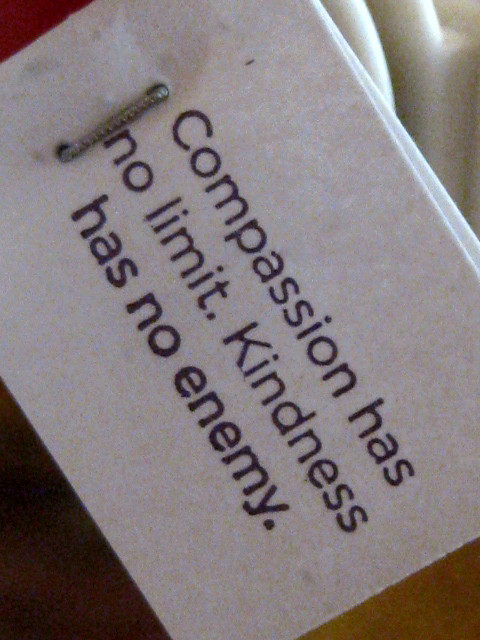 Compassion has
no limit. Kindness
has no enemy.